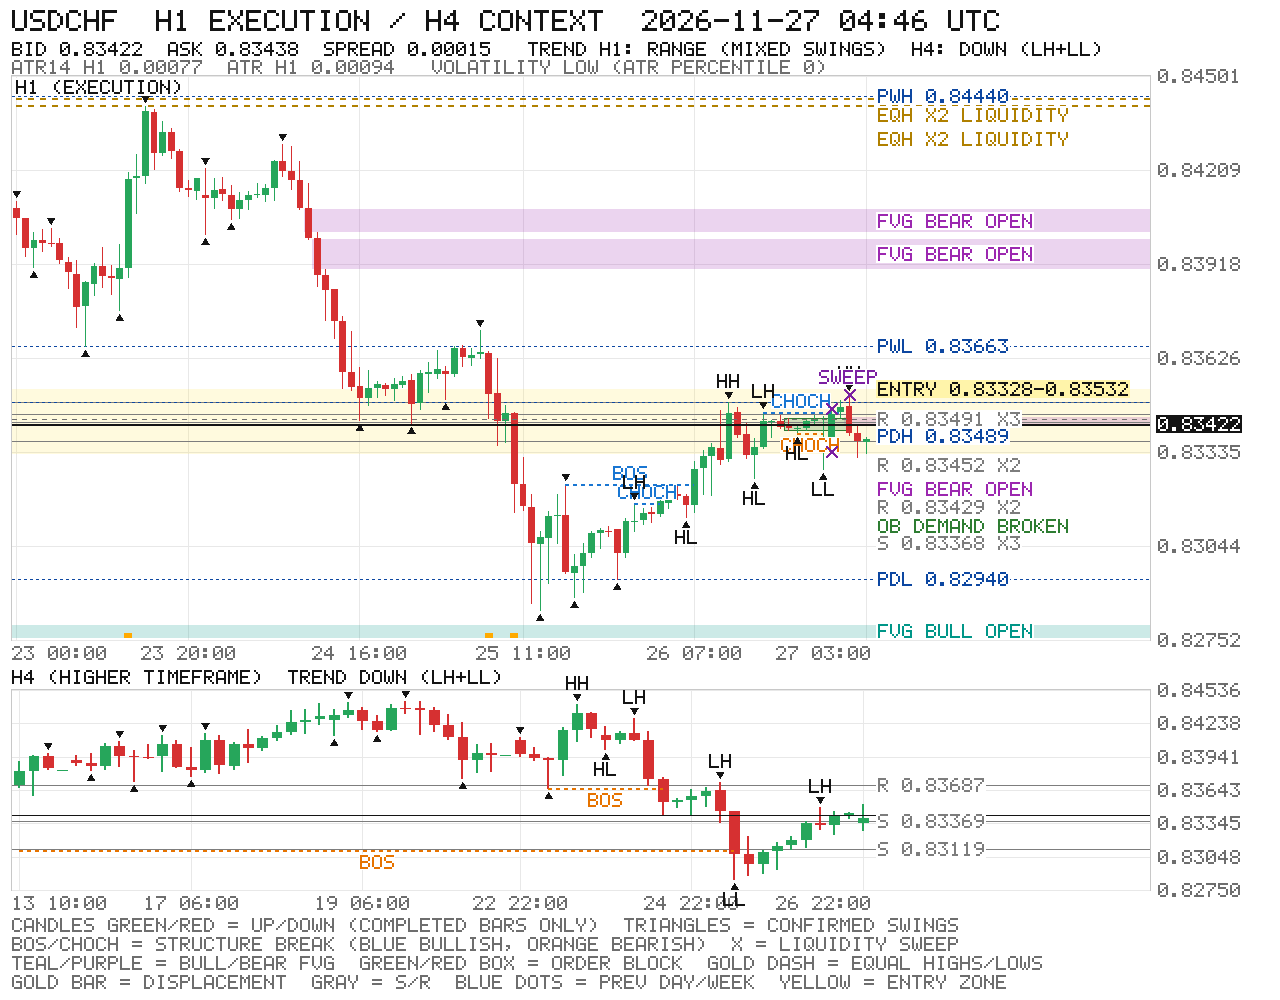 USDCHF  H1 EXECUTION / H4 CONTEXT  2026-11-27 04:46 UTC
BID 0.83422  ASK 0.83438  SPREAD 0.00015   TREND H1: RANGE (MIXED SWINGS)  H4: DOWN (LH+LL)
ATR14 H1 0.00077  ATR H1 0.00094   VOLATILITY LOW (ATR PERCENTILE 0)
H1 (EXECUTION)
0.84501
PWH 0.84440
EQH X2 LIQUIDITY
EQH X2 LIQUIDITY
0.84209
FVG BEAR OPEN
FVG BEAR OPEN
0.83918
PWL 0.83663
0.83626
SWEEP
HH
LH
ENTRY 0.83328-0.83532
CHOCH
R 0.83491 X3
0.83422
PDH 0.83489
CHOCH
HL
0.83335
R 0.83452 X2
BOS
LH
CHOCH
HL
LL
FVG BEAR OPEN
R 0.83429 X2
OB DEMAND BROKEN
HL
S 0.83368 X3
0.83044
PDL 0.82940
FVG BULL OPEN
0.82752
23 00:00  23 20:00  24 16:00  25 11:00  26 07:00  27 03:00
H4 (HIGHER TIMEFRAME)  TREND DOWN (LH+LL)
HH
LH
0.84536
0.84238
HL
LH
0.83941
R 0.83687
LH
0.83643
BOS
S 0.83369
0.83345
S 0.83119
BOS
0.83048
LL
0.82750
13 10:00  17 06:00  19 06:00  22 22:00  24 22:00  26 22:00
CANDLES GREEN/RED = UP/DOWN (COMPLETED BARS ONLY)  TRIANGLES = CONFIRMED SWINGS
BOS/CHOCH = STRUCTURE BREAK (BLUE BULLISH, ORANGE BEARISH)  X = LIQUIDITY SWEEP
TEAL/PURPLE = BULL/BEAR FVG  GREEN/RED BOX = ORDER BLOCK  GOLD DASH = EQUAL HIGHS/LOWS
GOLD BAR = DISPLACEMENT  GRAY = S/R  BLUE DOTS = PREV DAY/WEEK  YELLOW = ENTRY ZONE